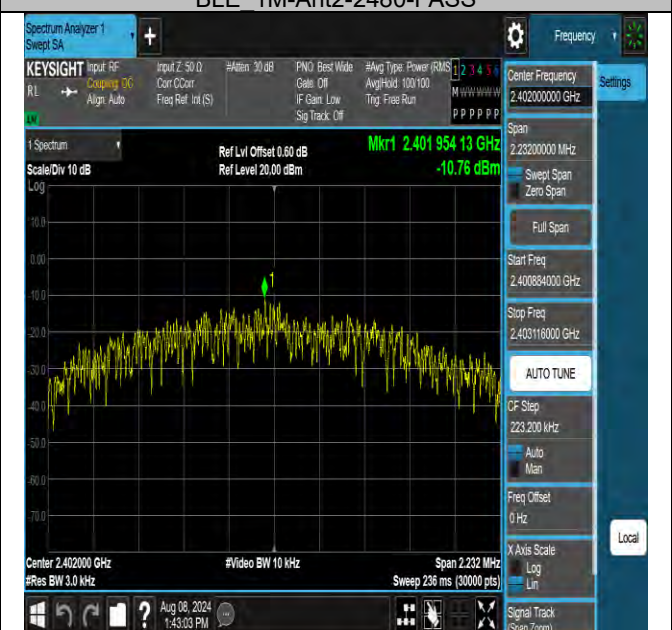 BLE_1M-Ant2-2480-PASS
Spectrum Analyzer 1
Swept SA
Frequency
KEYSIGHT
RL
Input: RF
Coupling: DC
Align: Auto
Input Z: 50 Ω
Corr CCorr
Freq Ref: Int (S)
#Atten: 30 dB
PNO: Best Wide
Gate: Off
IF Gain: Low
Sig Track: Off
#Avg Type: Power (RMS
Avg|Hold: 100/100
Trig: Free Run
1 2 3 4 5 6
M W W W W W
P P P P P P
1 Spectrum
Scale/Div 10 dB
Log
Ref Lvl Offset 0.60 dB
Ref Level 20.00 dBm
Mkr1 2.401 954 13 GHz
-10.76 dBm
10.0
0.00
-10.0
-20.0
-30.0
-40.0
-50.0
-60.0
-70.0
1
Center 2.402000 GHz
#Res BW 3.0 kHz
#Video BW 10 kHz
Span 2.232 MHz
Sweep 236 ms (30000 pts)
Center Frequency
2.402000000 GHz
Settings
Span
2.23200000 MHz
Swept Span
Zero Span
Full Span
Start Freq
2.400884000 GHz
Stop Freq
2.403116000 GHz
AUTO TUNE
CF Step
223.200 kHz
Auto
Man
Freq Offset
0 Hz
X Axis Scale
Log
Lin
Local
Signal Track
(Span Zoom)
?
Aug 08, 2024
1:43:03 PM